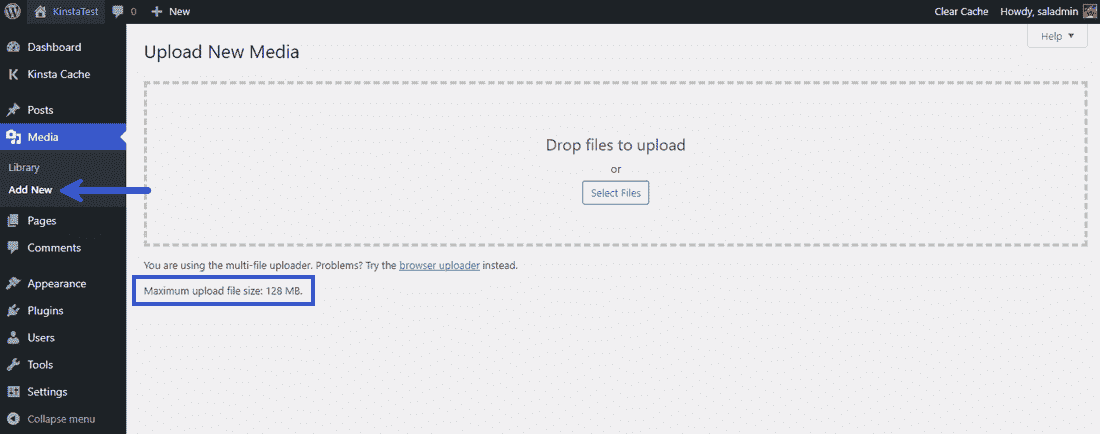 KinstaTest 0 + New Clear Cache Howdy, saladmin
Help
Dashboard
Kinsta Cache
Posts
Media
Library
Add New
Pages
Comments
Appearance
Plugins
Users
Tools
Settings
Collapse menu
Upload New Media
Drop files to upload
or
Select Files
You are using the multi-file uploader. Problems? Try the browser uploader instead.
Maximum upload file size: 128 MB.